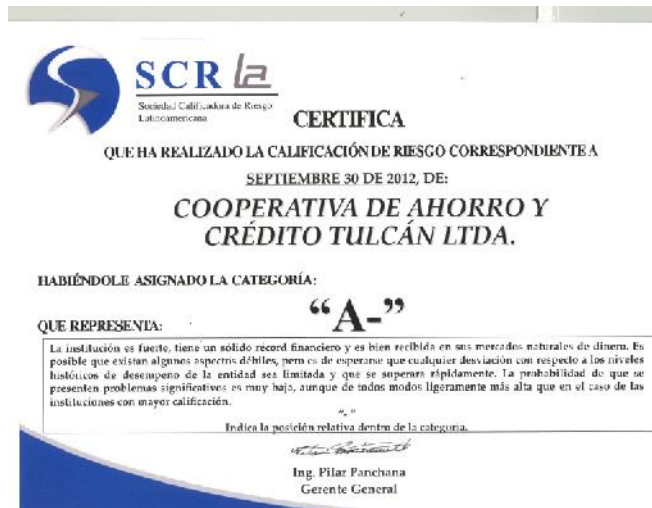 SCR la
Sociedad Calificadora de Riesgo
Latinoamericana
CERTIFICA
QUE HA REALIZADO LA CALIFICACIÓN DE RIESGO CORRESPONDIENTE A
SEPTIEMBRE 30 DE 2012, DE:
COOPERATIVA DE AHORRO Y
CRÉDITO TULCÁN LTDA.
HABIÉNDOLE ASIGNADO LA CATEGORÍA:
“A-”
QUE REPRESENTA:
La institución es fuerte, tiene un sólido récord financiero y es bien recibida en sus mercados naturales de dinero. Es
posible que existan algunos aspectos débiles, pero es de esperarse que cualquier desviación con respecto a los niveles
históricos de desempeño de la entidad sea limitada y que se superara rápidamente. La probabilidad de que se
presenten problemas significativos es muy baja, aunque de todos modos ligeramente más alta que en el caso de las
instituciones con mayor calificación.
“-”
Indica la posición relativa dentro de la categoria.
Ing. Pilar Panchana
Gerente General